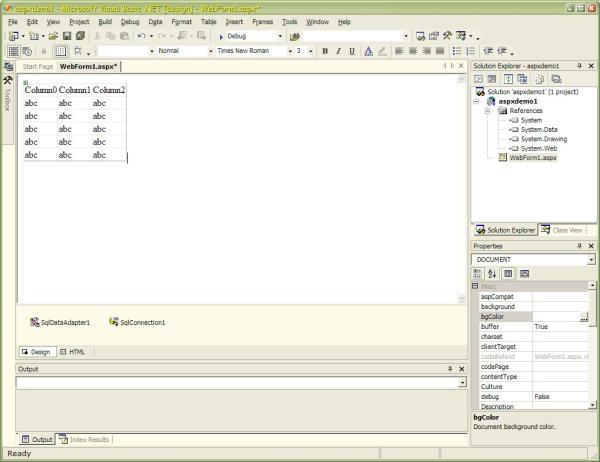 aspxdemo1 - Microsoft Visual Basic .NET [design] - WebForm1.aspx*
File Edit View Project Build Debug Data Format Table Insert Frames Tools Window Help
Debug
Normal Times New Roman 3 B I U A
Start Page WebForm1.aspx*
Toolbox
Column0 Column1 Column2
abc abc abc
abc abc abc
abc abc abc
abc abc abc
abc abc abc
SqlDataAdapter1 SqlConnection1
Design HTML
Output
Output Index Results
Ready
Solution Explorer - aspxdemo1
Solution 'aspxdemo1' (1 project)
aspxdemo1
References
System
System.Data
System.Drawing
System.Web
WebForm1.aspx
Solution Explorer Class View
Properties
DOCUMENT
Misc
aspCompat
background
bgColor ...
buffer True
charset
clientTarget
codeBehind
codePage
contentType
Culture
debug False
Description
bgColor
Document background color.